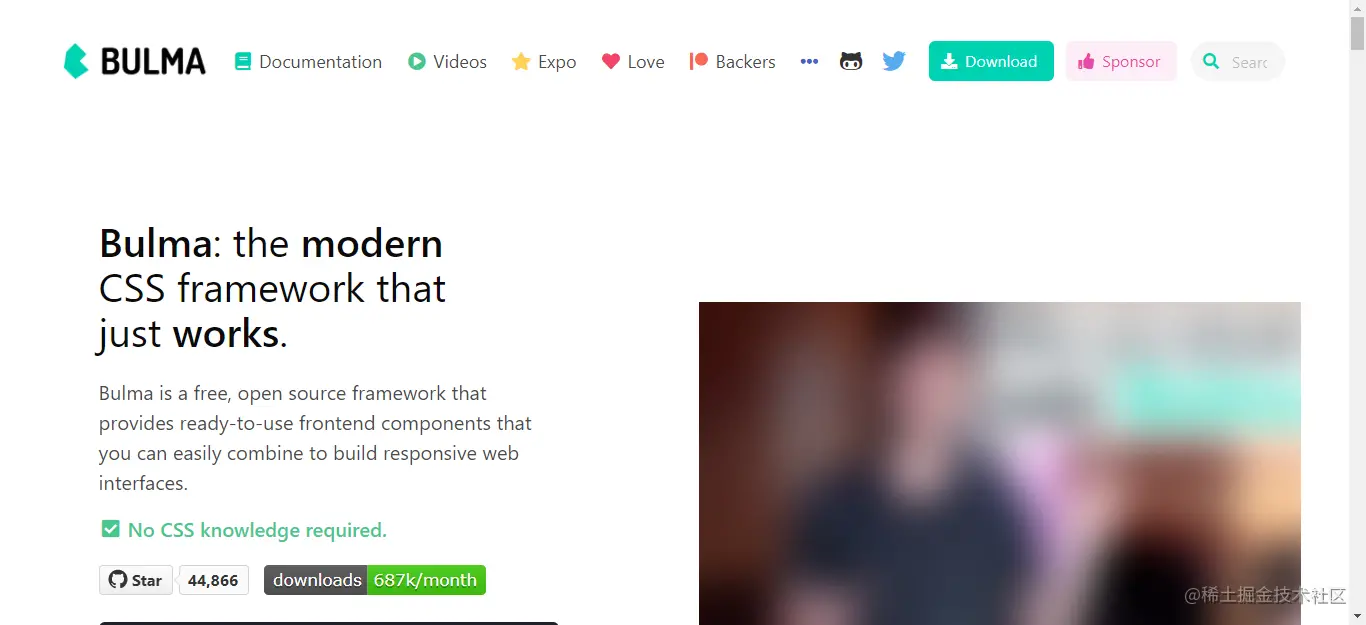 BULMA
Documentation
Videos
Expo
Love
Backers
Download
Sponsor
Searc
Bulma: the modern
CSS framework that
just works.
Bulma is a free, open source framework that
provides ready-to-use frontend components that
you can easily combine to build responsive web
interfaces.
No CSS knowledge required.
Star 44,866 downloads 687k/month
@稀土掘金技术社区